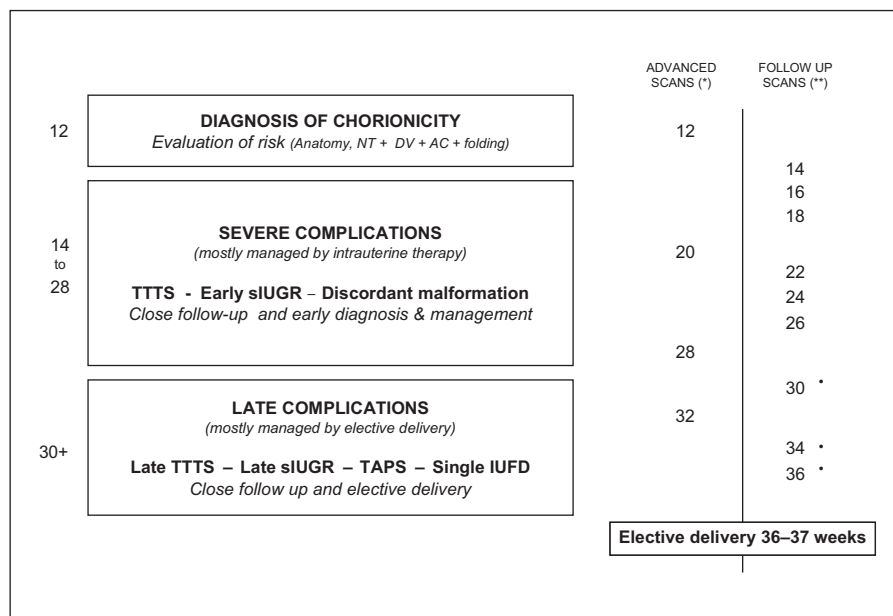 ADVANCED
SCANS (*)
FOLLOW UP
SCANS (**)
12
DIAGNOSIS OF CHORIONICITY
Evaluation of risk (Anatomy, NT + DV + AC + folding)
12
14
16
18
14
to
28
SEVERE COMPLICATIONS
(mostly managed by intrauterine therapy)
TTTS - Early sIUGR – Discordant malformation
Close follow-up and early diagnosis & management
20
22
24
26
28
30 •
30+
LATE COMPLICATIONS
(mostly managed by elective delivery)
Late TTTS – Late sIUGR – TAPS – Single IUFD
Close follow up and elective delivery
32
34 •
36 •
Elective delivery 36–37 weeks